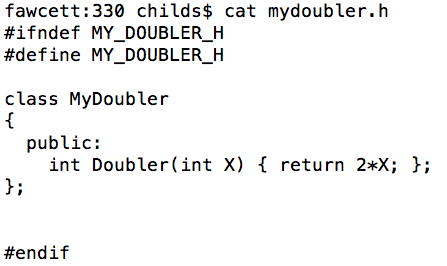 fawcett:330 childs$ cat mydoubler.h
#ifndef MY_DOUBLER_H
#define MY_DOUBLER_H

class MyDoubler
{
  public:
    int Doubler(int X) { return 2*X; };
};


#endif